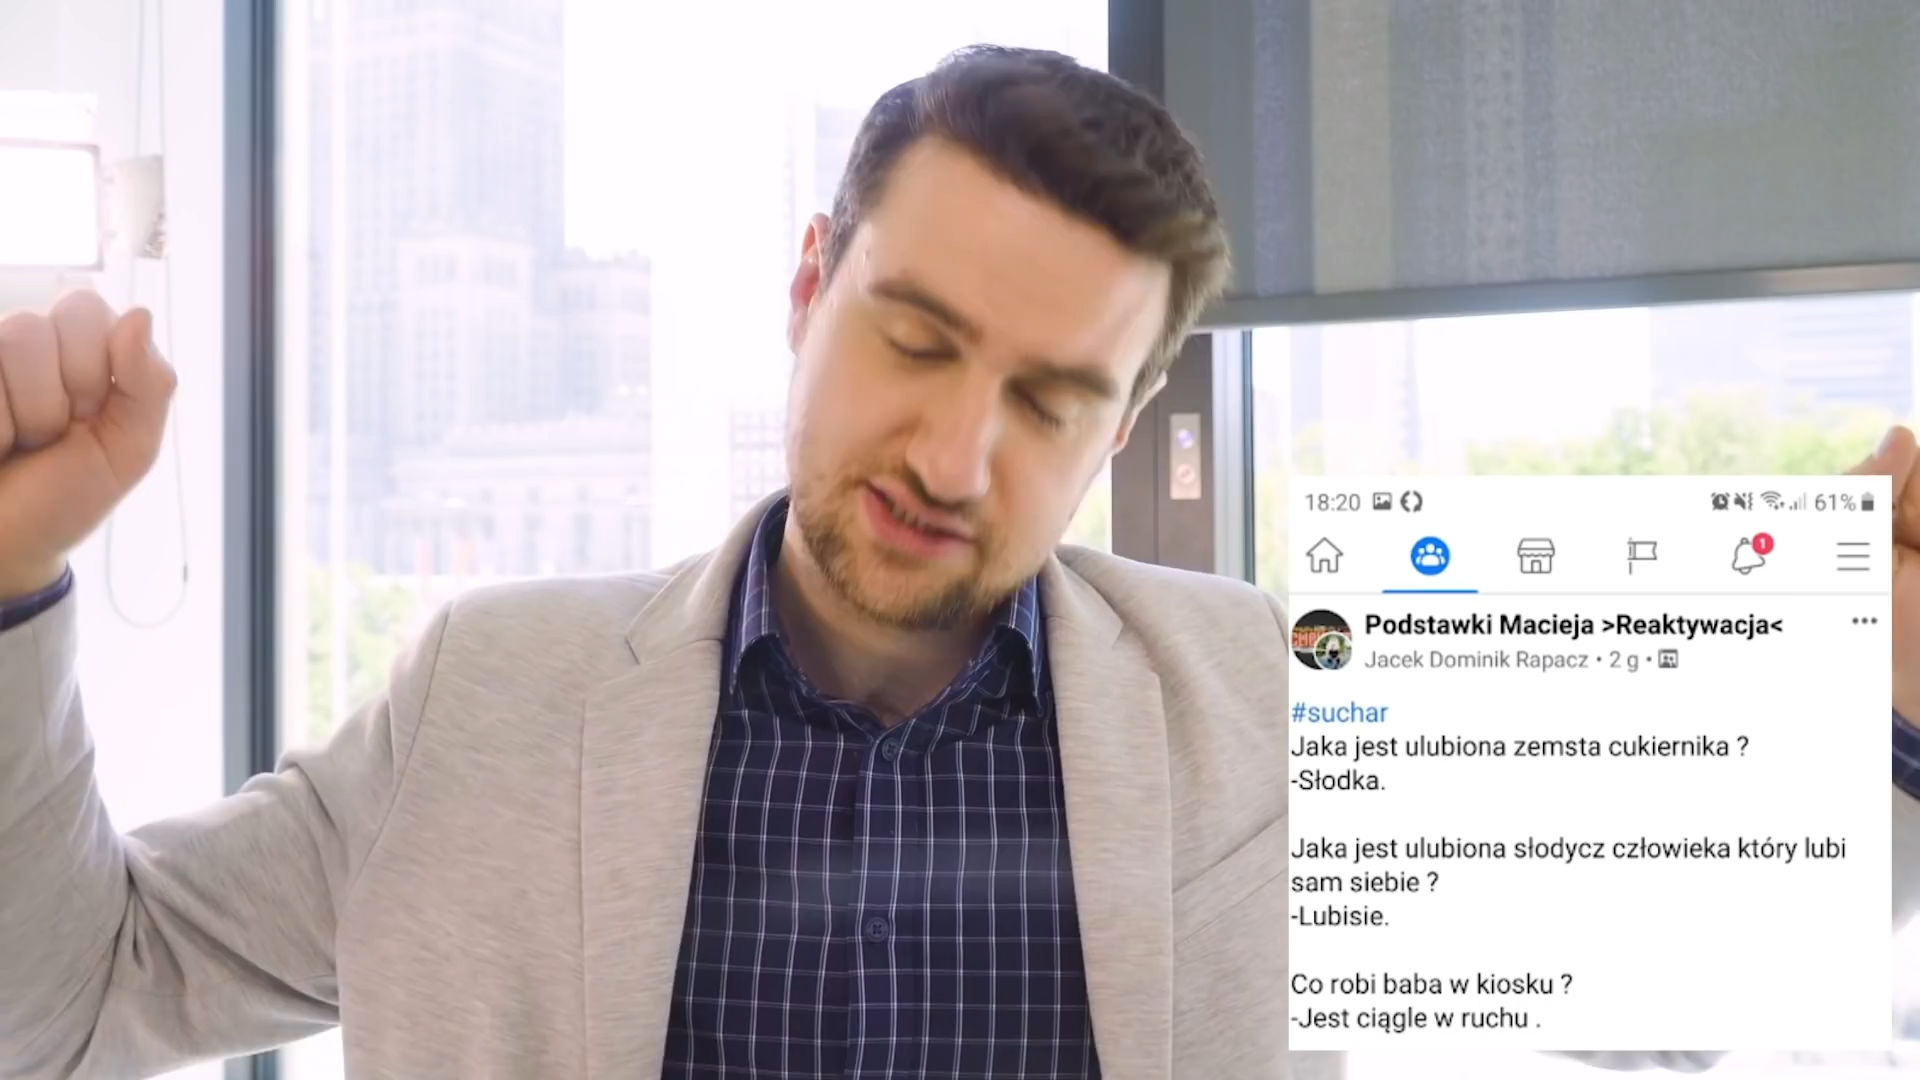 18:20
61%
1
Podstawki Macieja >Reaktywacja<
Jacek Dominik Rapacz • 2 g •
#suchar
Jaka jest ulubiona zemsta cukiernika ?
-Słodka.
Jaka jest ulubiona słodycz człowieka który lubi
sam siebie ?
-Lubisie.
Co robi baba w kiosku ?
-Jest ciągle w ruchu .